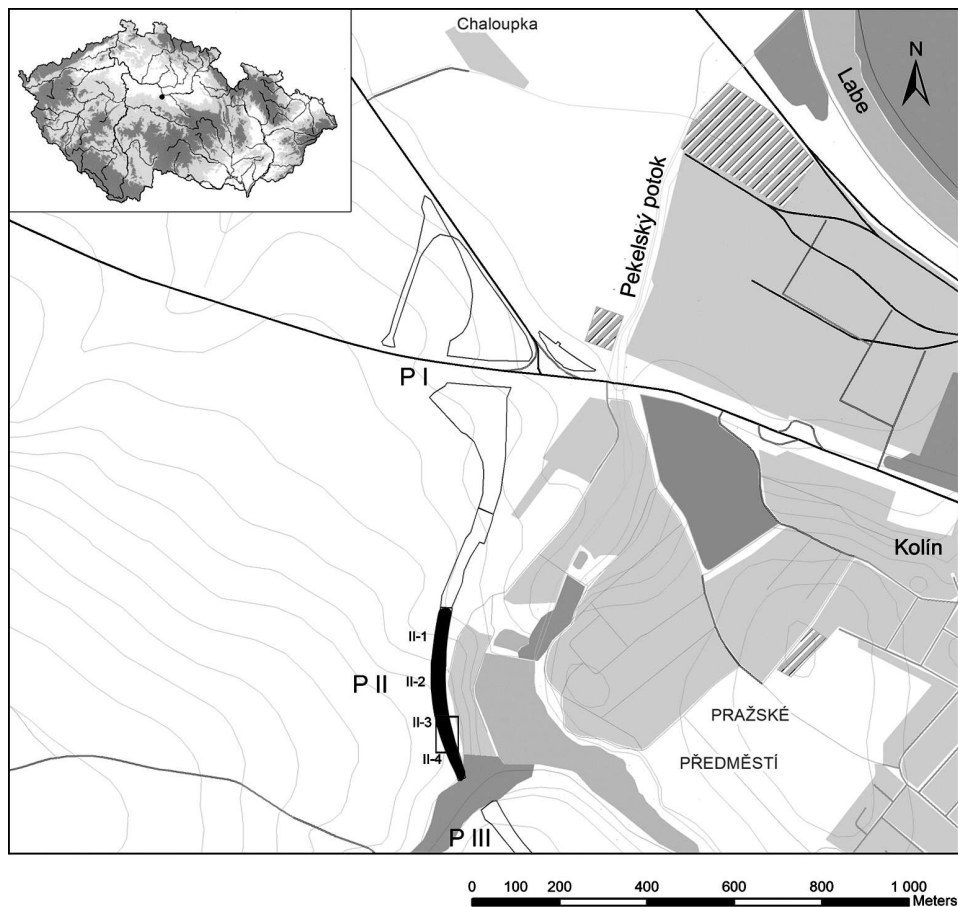 Chaloupka
N
Labe
Pekelský potok
P I
Kolín
II-1
P II
II-2
II-3
II-4
PRAŽSKÉ
PŘEDMĚSTÍ
P III
0 100 200 400 600 800 1 000
Meters